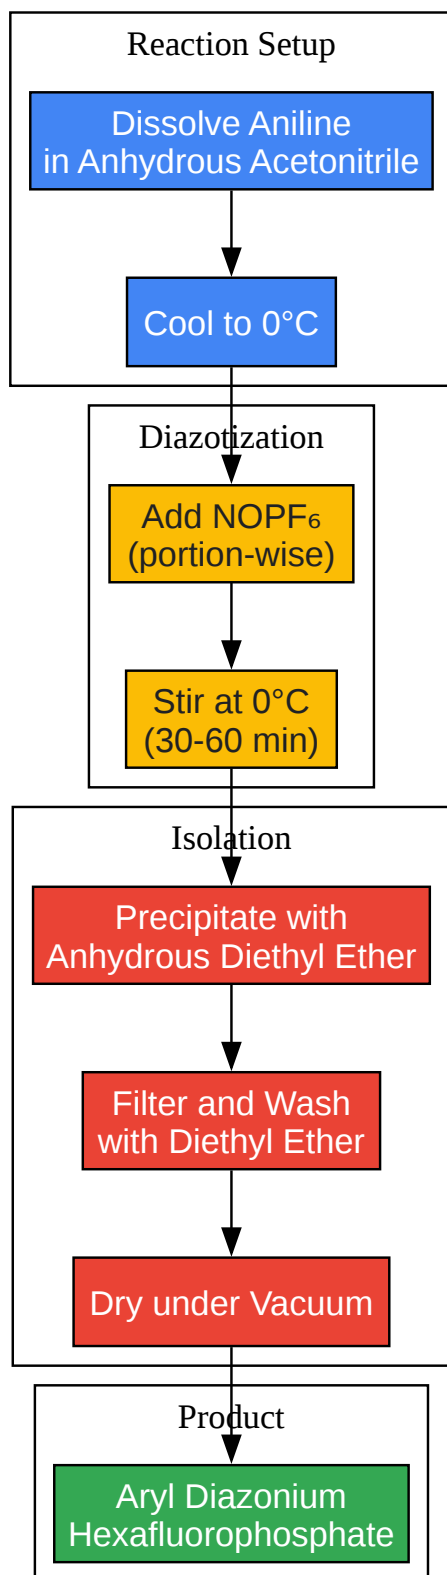 Reaction Setup
Dissolve Aniline
in Anhydrous Acetonitrile
Cool to 0°C
Diazotization
Add NOPF₆
(portion-wise)
Stir at 0°C
(30-60 min)
Isolation
Precipitate with
Anhydrous Diethyl Ether
Filter and Wash
with Diethyl Ether
Dry under Vacuum
Product
Aryl Diazonium
Hexafluorophosphate